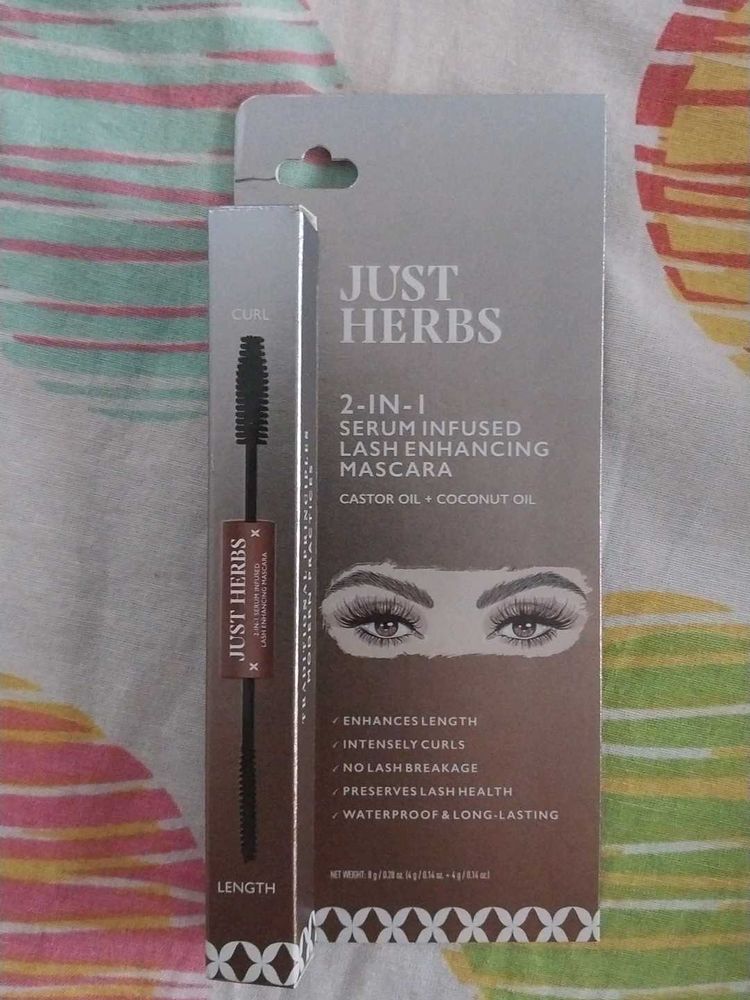 CURL
JUST HERBS
2-IN-1 SERUM INFUSED
LASH ENHANCING MASCARA
LENGTH
TRADITIONAL PRINCIPLES
MODERN PRACTICES
JUST
HERBS
2-IN-1
SERUM INFUSED
LASH ENHANCING
MASCARA
CASTOR OIL + COCONUT OIL
✓ ENHANCES LENGTH
✓ INTENSELY CURLS
✓ NO LASH BREAKAGE
✓ PRESERVES LASH HEALTH
✓ WATERPROOF & LONG-LASTING
NET WEIGHT: 8 g / 0.28 oz. (4 g / 0.14 oz. + 4 g / 0.14 oz.)